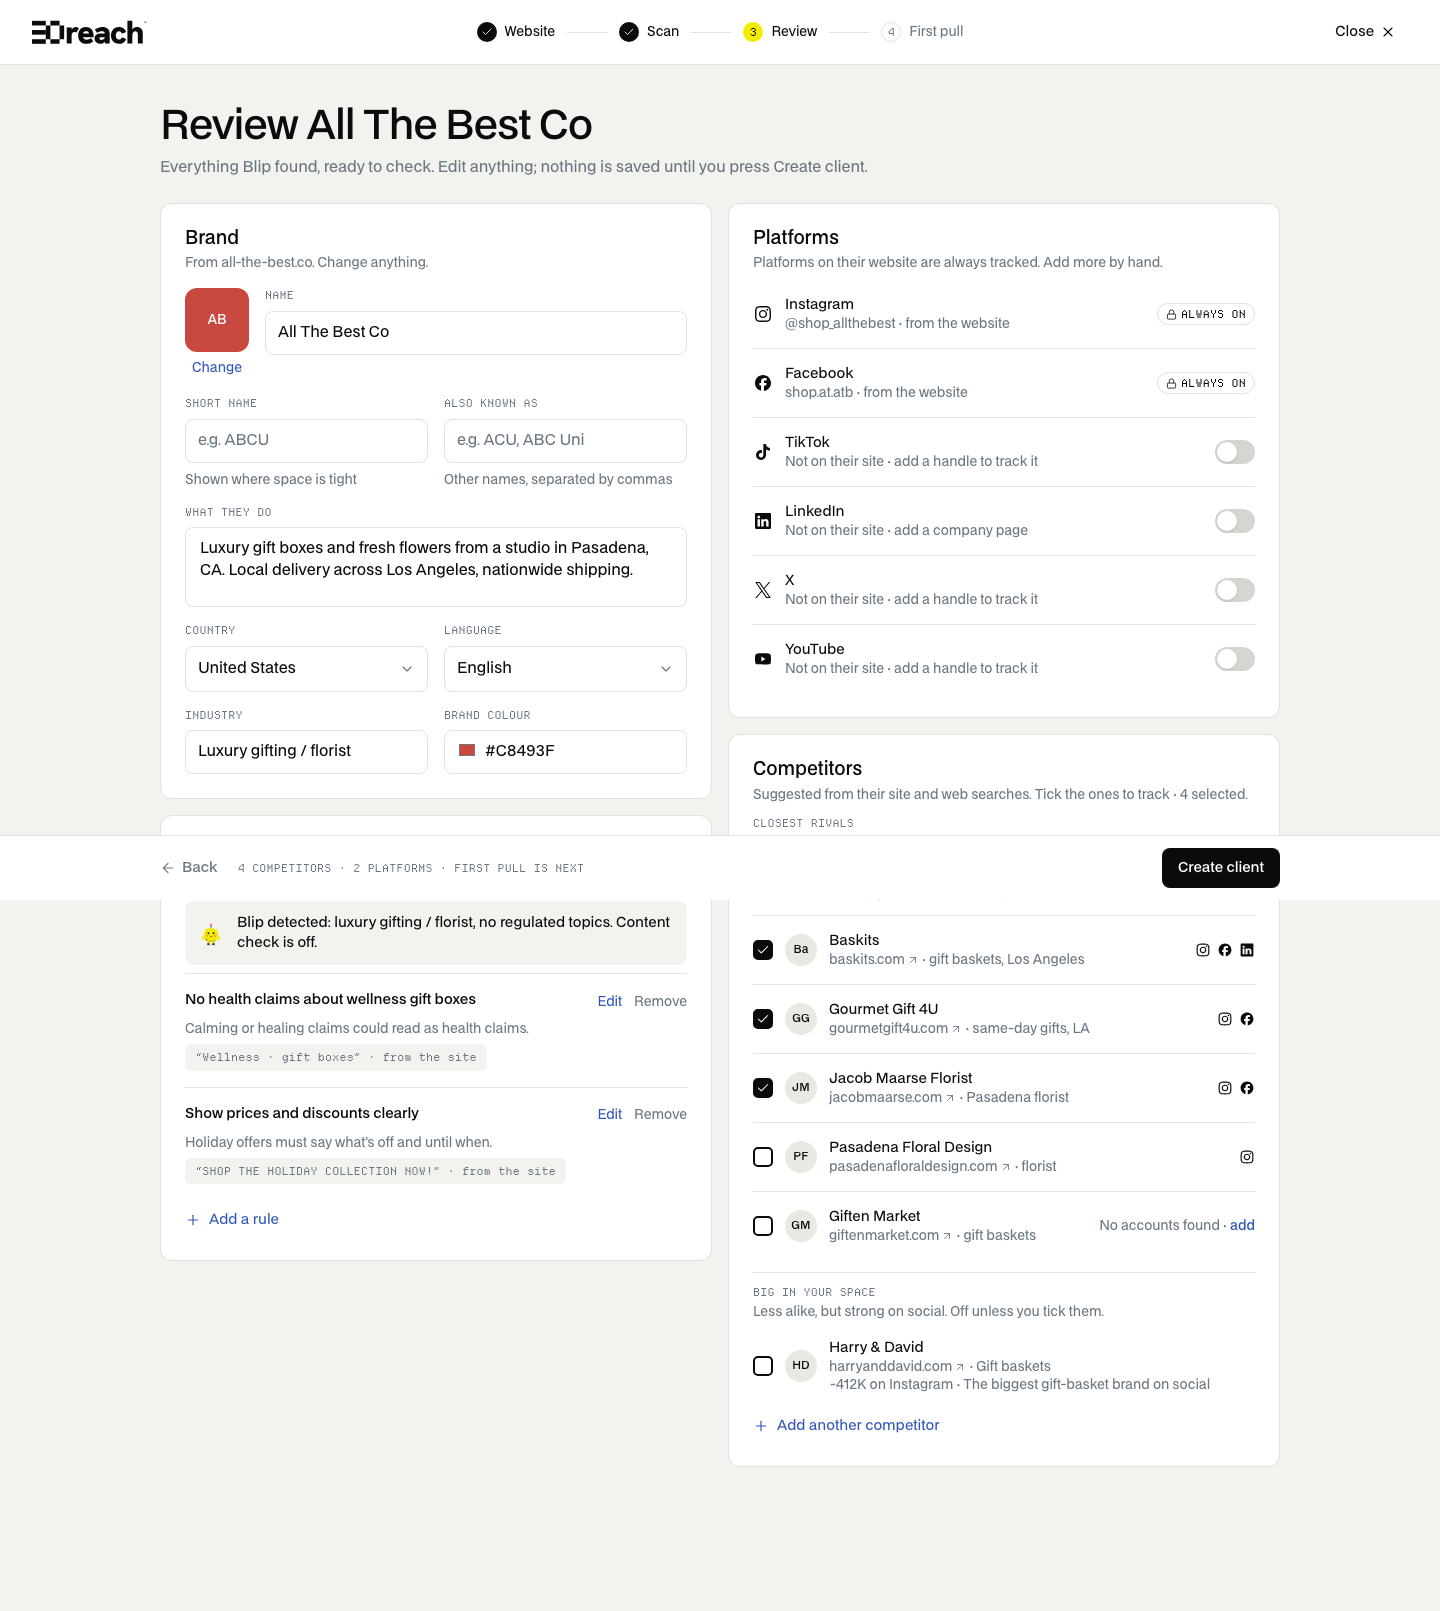 reach
Website
Scan
3
Review
4
First pull
Close
Review All The Best Co
Everything Blip found, ready to check. Edit anything; nothing is saved until you press Create client.
Brand
From all-the-best.co. Change anything.
AB
Change
NAME
All The Best Co
SHORT NAME
ALSO KNOWN AS
e.g. ABCU
e.g. ACU, ABC Uni
Shown where space is tight
Other names, separated by commas
WHAT THEY DO
Luxury gift boxes and fresh flowers from a studio in Pasadena,
CA. Local delivery across Los Angeles, nationwide shipping.
COUNTRY
LANGUAGE
United States
English
INDUSTRY
BRAND COLOUR
Luxury gifting / florist
#C8493F
Platforms
Platforms on their website are always tracked. Add more by hand.
Instagram
@shop_allthebest · from the website
ALWAYS ON
Facebook
shop.at.atb · from the website
ALWAYS ON
TikTok
Not on their site · add a handle to track it
LinkedIn
Not on their site · add a company page
X
Not on their site · add a handle to track it
YouTube
Not on their site · add a handle to track it
Competitors
Suggested from their site and web searches. Tick the ones to track · 4 selected.
CLOSEST RIVALS
Back
4 COMPETITORS · 2 PLATFORMS · FIRST PULL IS NEXT
Create client
Blip detected: luxury gifting / florist, no regulated topics. Content
check is off.
No health claims about wellness gift boxes
Edit
Remove
Calming or healing claims could read as health claims.
“Wellness · gift boxes” · from the site
Show prices and discounts clearly
Edit
Remove
Holiday offers must say what’s off and until when.
“SHOP THE HOLIDAY COLLECTION NOW!” · from the site
Add a rule
Ba
Baskits
baskits.com ↗ · gift baskets, Los Angeles
GG
Gourmet Gift 4U
gourmetgift4u.com ↗ · same-day gifts, LA
JM
Jacob Maarse Florist
jacobmaarse.com ↗ · Pasadena florist
PF
Pasadena Floral Design
pasadenafloraldesign.com ↗ · florist
GM
Giften Market
giftenmarket.com ↗ · gift baskets
No accounts found · add
BIG IN YOUR SPACE
Less alike, but strong on social. Off unless you tick them.
HD
Harry & David
harryanddavid.com ↗ · Gift baskets
~412K on Instagram · The biggest gift-basket brand on social
Add another competitor